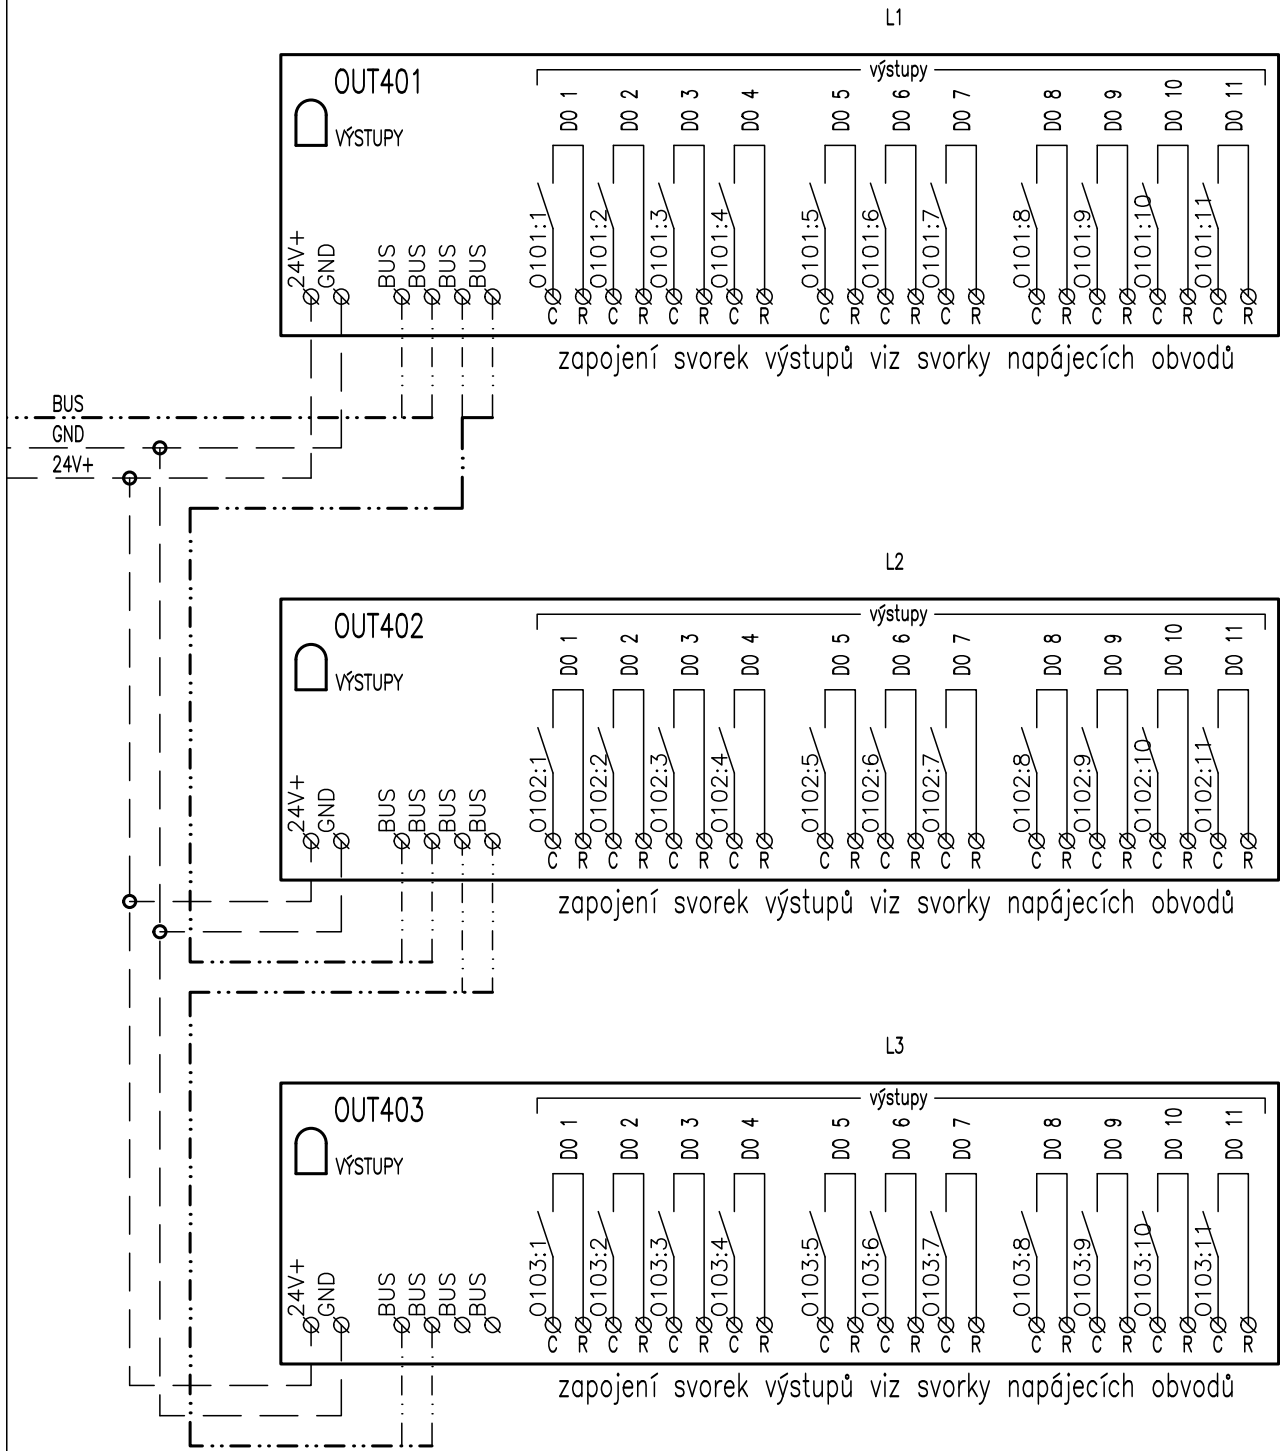 L1
OUT401
VÝSTUPY
výstupy
DO 1 DO 2 DO 3 DO 4 DO 5 DO 6 DO 7 DO 8 DO 9 DO 10 DO 11
24V+ GND BUS BUS BUS BUS
O101:1 O101:2 O101:3 O101:4 O101:5 O101:6 O101:7 O101:8 O101:9 O101:10 O101:11
C R C R C R C R C R C R C R C R C R C R C R
zapojení svorek výstupů viz svorky napájecích obvodů
BUS
GND
24V+
L2
OUT402
VÝSTUPY
výstupy
DO 1 DO 2 DO 3 DO 4 DO 5 DO 6 DO 7 DO 8 DO 9 DO 10 DO 11
24V+ GND BUS BUS BUS BUS
O102:1 O102:2 O102:3 O102:4 O102:5 O102:6 O102:7 O102:8 O102:9 O102:10 O102:11
C R C R C R C R C R C R C R C R C R C R C R
zapojení svorek výstupů viz svorky napájecích obvodů
L3
OUT403
VÝSTUPY
výstupy
DO 1 DO 2 DO 3 DO 4 DO 5 DO 6 DO 7 DO 8 DO 9 DO 10 DO 11
24V+ GND BUS BUS BUS BUS
O103:1 O103:2 O103:3 O103:4 O103:5 O103:6 O103:7 O103:8 O103:9 O103:10 O103:11
C R C R C R C R C R C R C R C R C R C R C R
zapojení svorek výstupů viz svorky napájecích obvodů